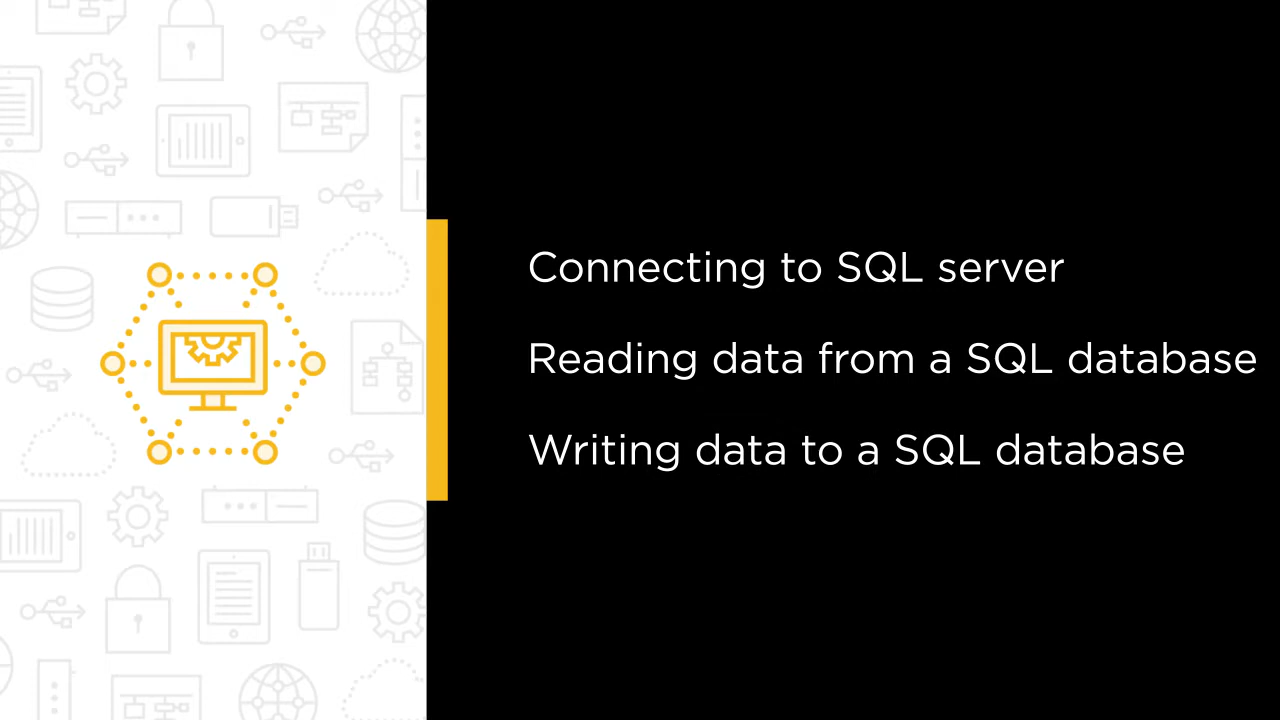 Connecting to SQL server
Reading data from a SQL database
Writing data to a SQL database